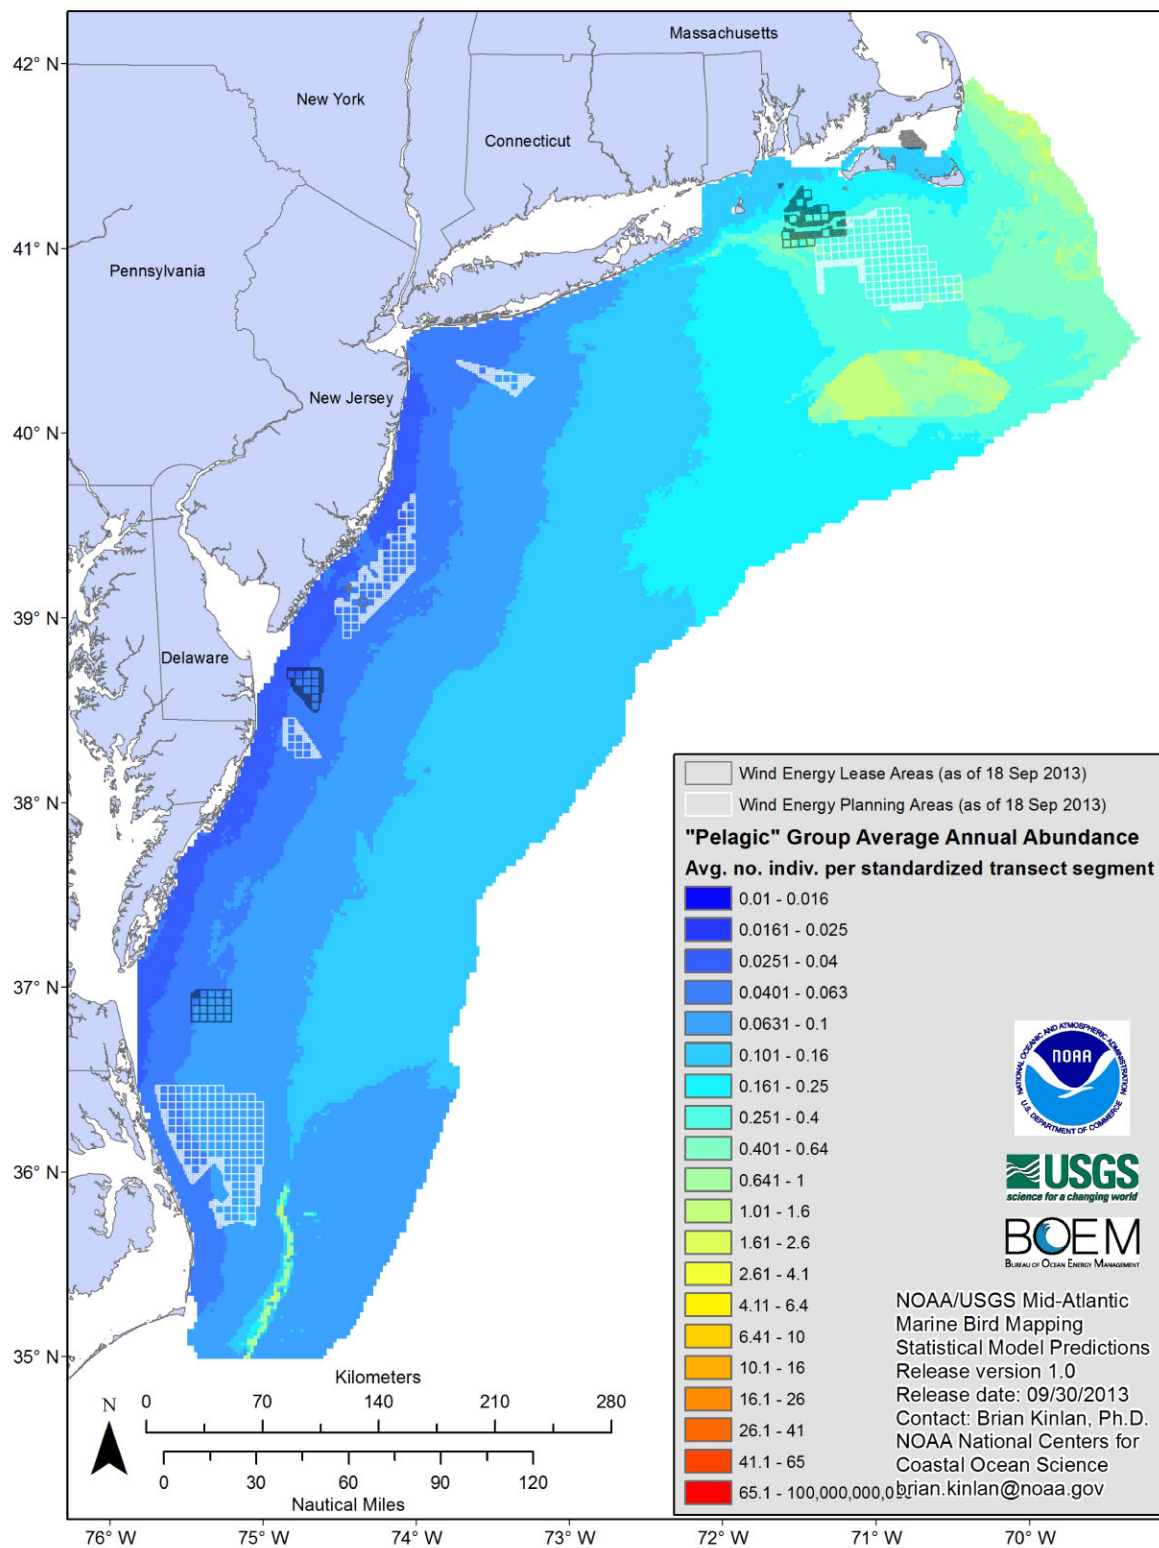 Massachusetts
42° N
New York
Connecticut
41° N
Pennsylvania
New Jersey
40° N
39° N
Delaware
38° N
37° N
36° N
35° N
Wind Energy Lease Areas (as of 18 Sep 2013)
Wind Energy Planning Areas (as of 18 Sep 2013)
"Pelagic" Group Average Annual Abundance
Avg. no. indiv. per standardized transect segment
0.01 - 0.016
0.0161 - 0.025
0.0251 - 0.04
0.0401 - 0.063
0.0631 - 0.1
0.101 - 0.16
0.161 - 0.25
0.251 - 0.4
0.401 - 0.64
0.641 - 1
1.01 - 1.6
1.61 - 2.6
2.61 - 4.1
4.11 - 6.4
6.41 - 10
10.1 - 16
16.1 - 26
26.1 - 41
41.1 - 65
65.1 - 100,000,000,0
NATIONAL OCEANIC AND ATMOSPHERIC ADMINISTRATION
NOAA
U.S. DEPARTMENT OF COMMERCE
USGS
science for a changing world
BOEM
BUREAU OF OCEAN ENERGY MANAGEMENT
NOAA/USGS Mid-Atlantic
Marine Bird Mapping
Statistical Model Predictions
Release version 1.0
Release date: 09/30/2013
Contact: Brian Kinlan, Ph.D.
NOAA National Centers for
Coastal Ocean Science
brian.kinlan@noaa.gov
N
Kilometers
0 70 140 210 280
0 30 60 90 120
Nautical Miles
76° W 75° W 74° W 73° W 72° W 71° W 70° W